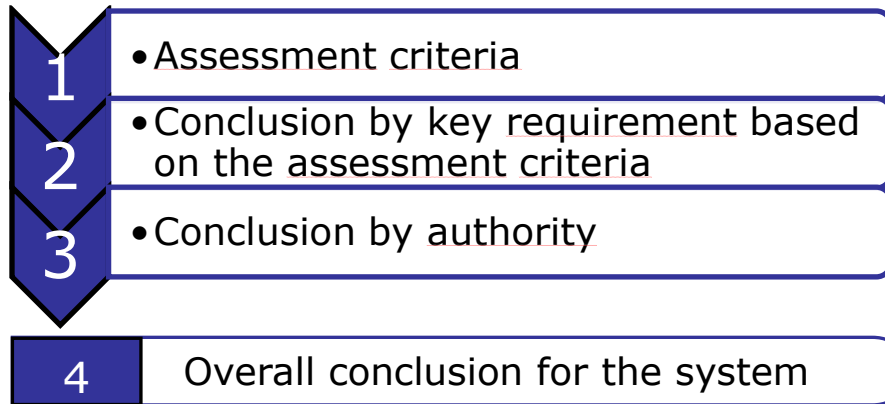 1
•Assessment criteria
2
•Conclusion by key requirement based
on the assessment criteria
3
•Conclusion by authority
4
Overall conclusion for the system